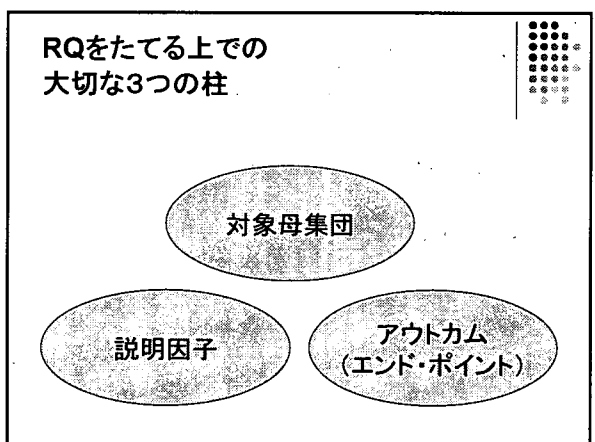 RQをたてる上での
大切な3つの柱
対象母集団
説明因子
アウトカム
(エンド・ポイント)